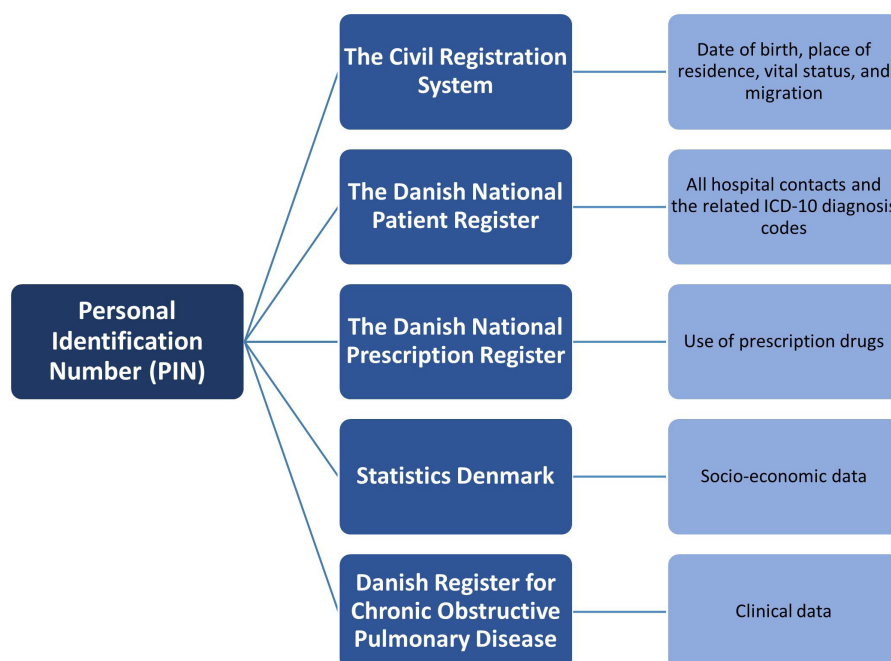 The Civil Registration
System
Date of birth, place of
residence, vital status, and
migration
The Danish National
Patient Register
All hospital contacts and
the related ICD-10 diagnosis
codes
Personal
Identification
Number (PIN)
The Danish National
Prescription Register
Use of prescription drugs
Statistics Denmark
Socio-economic data
Danish Register for
Chronic Obstructive
Pulmonary Disease
Clinical data